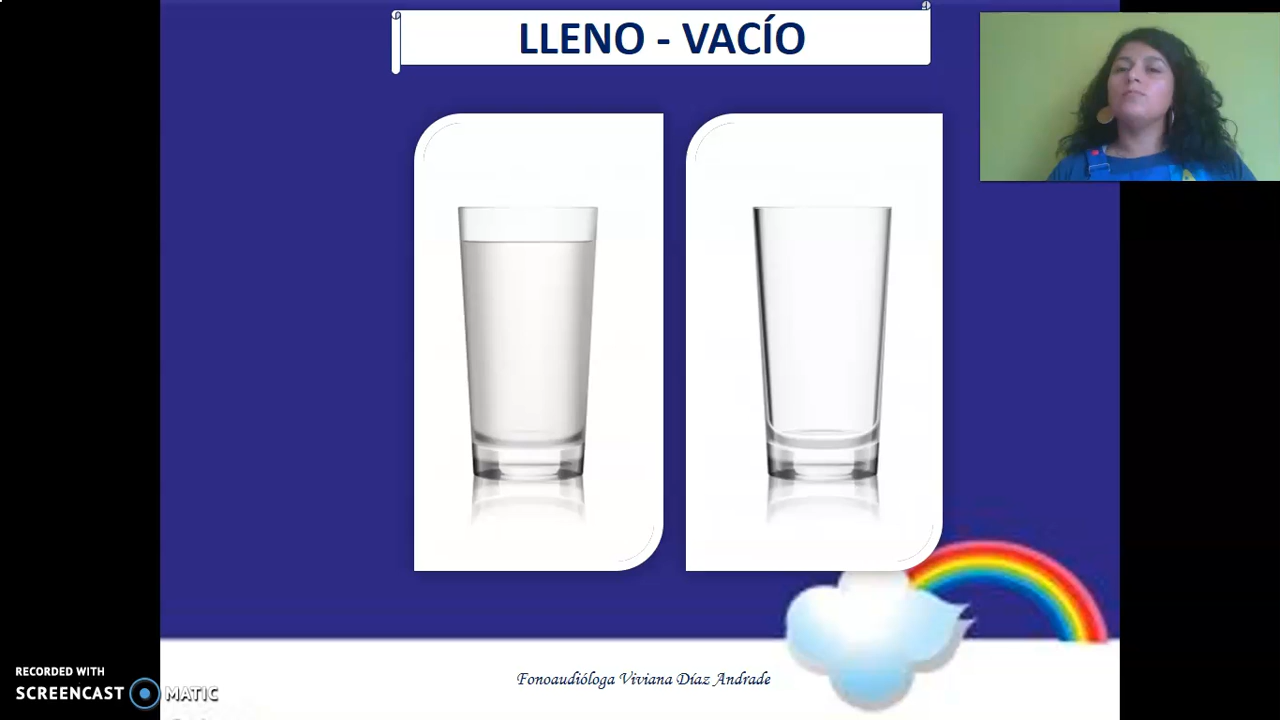 LLENO - VACÍO
Fonoaudióloga Viviana Díaz Andrade
RECORDED WITH
SCREENCAST MATIC